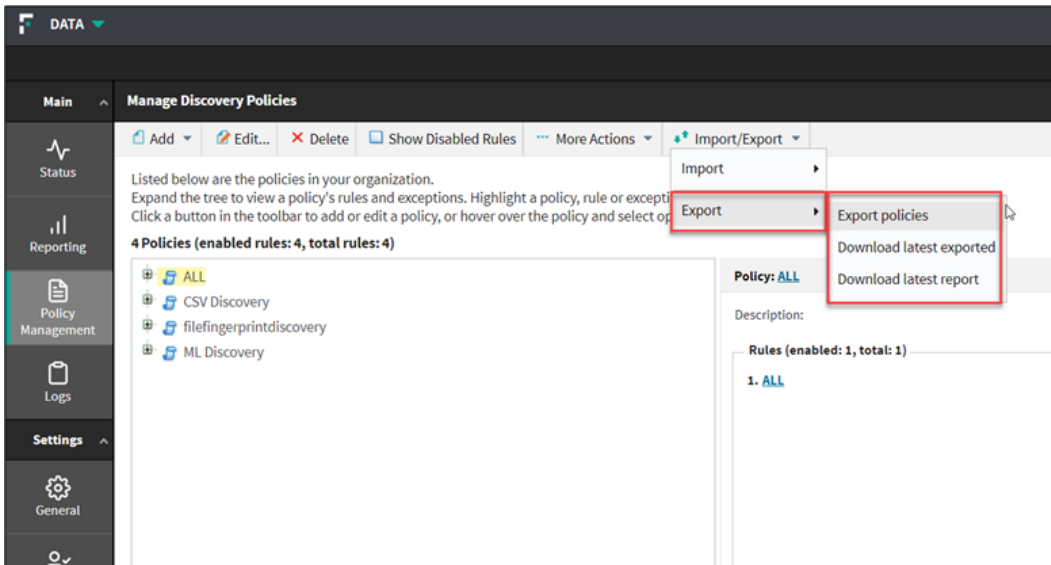 DATA
Main
Manage Discovery Policies
Add
Edit...
Delete
Show Disabled Rules
More Actions
Import/Export
Status
Reporting
Policy
Management
Logs
Settings
General
Listed below are the policies in your organization.
Expand the tree to view a policy's rules and exceptions. Highlight a policy, rule or excepti
Click a button in the toolbar to add or edit a policy, or hover over the policy and select op
4 Policies (enabled rules: 4, total rules: 4)
ALL
CSV Discovery
filefingerprintdiscovery
ML Discovery
Import
Export
Export policies
Download latest exported
Download latest report
Policy: ALL
Description:
Rules (enabled: 1, total: 1)
1. ALL